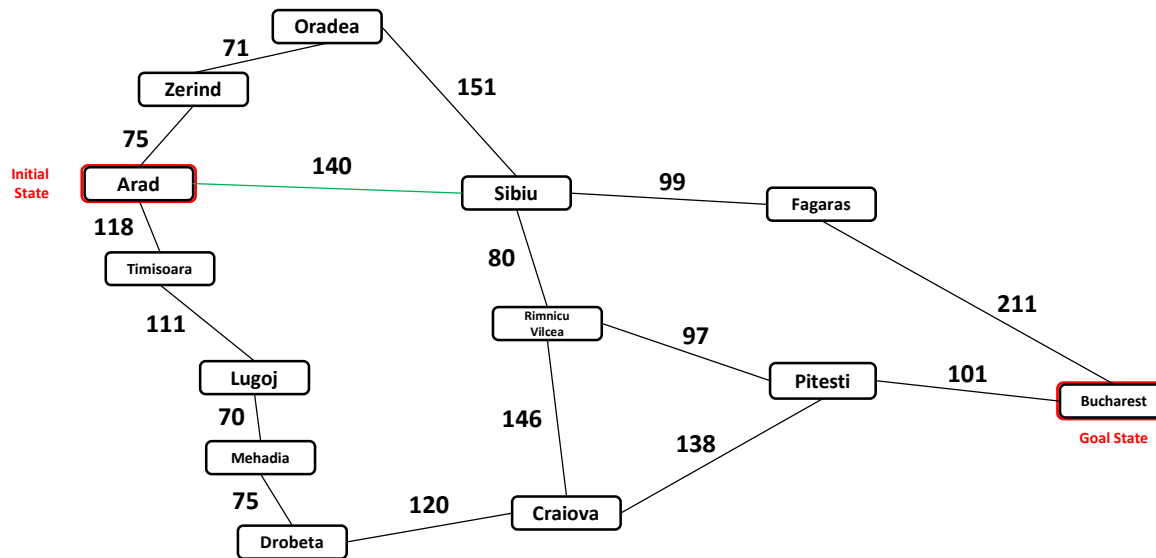 Oradea
71
Zerind
151
75
Initial
State
Arad
140
Sibiu
99
Fagaras
118
Timisoara
80
111
Rimnicu
Vilcea
97
211
Lugoj
Pitesti
101
Bucharest
70
146
138
Goal State
Mehadia
75
120
Craiova
Drobeta